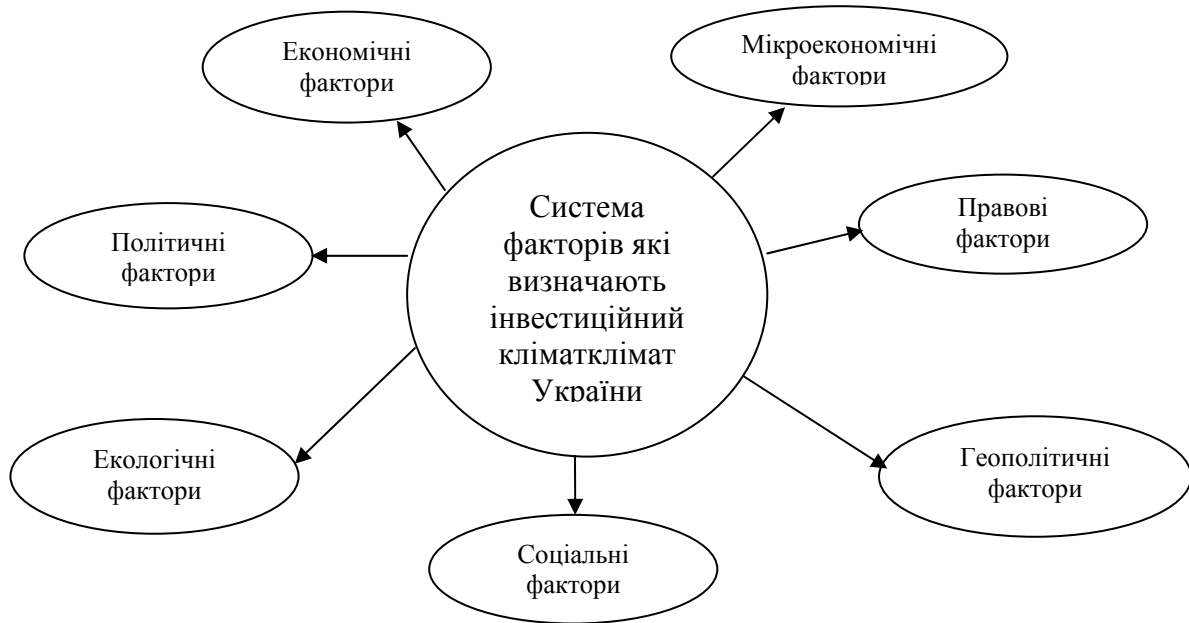 Економічні
фактори
Мікроекономічні
фактори
Система
факторів які
визначають
інвестиційний
кліматклімат
України
Політичні
фактори
Правові
фактори
Екологічні
фактори
Геополітичні
фактори
Соціальні
фактори